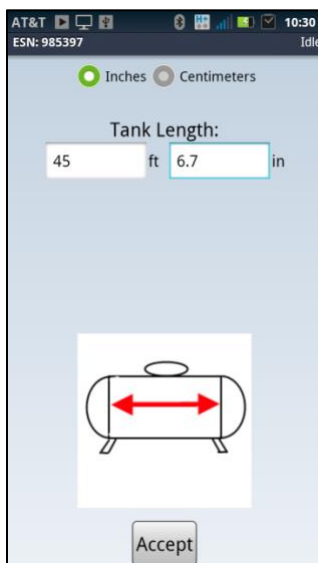 AT&T 10:30
ESN: 985397 Idle
Inches Centimeters
Tank Length:
45 ft 6.7 in
Accept